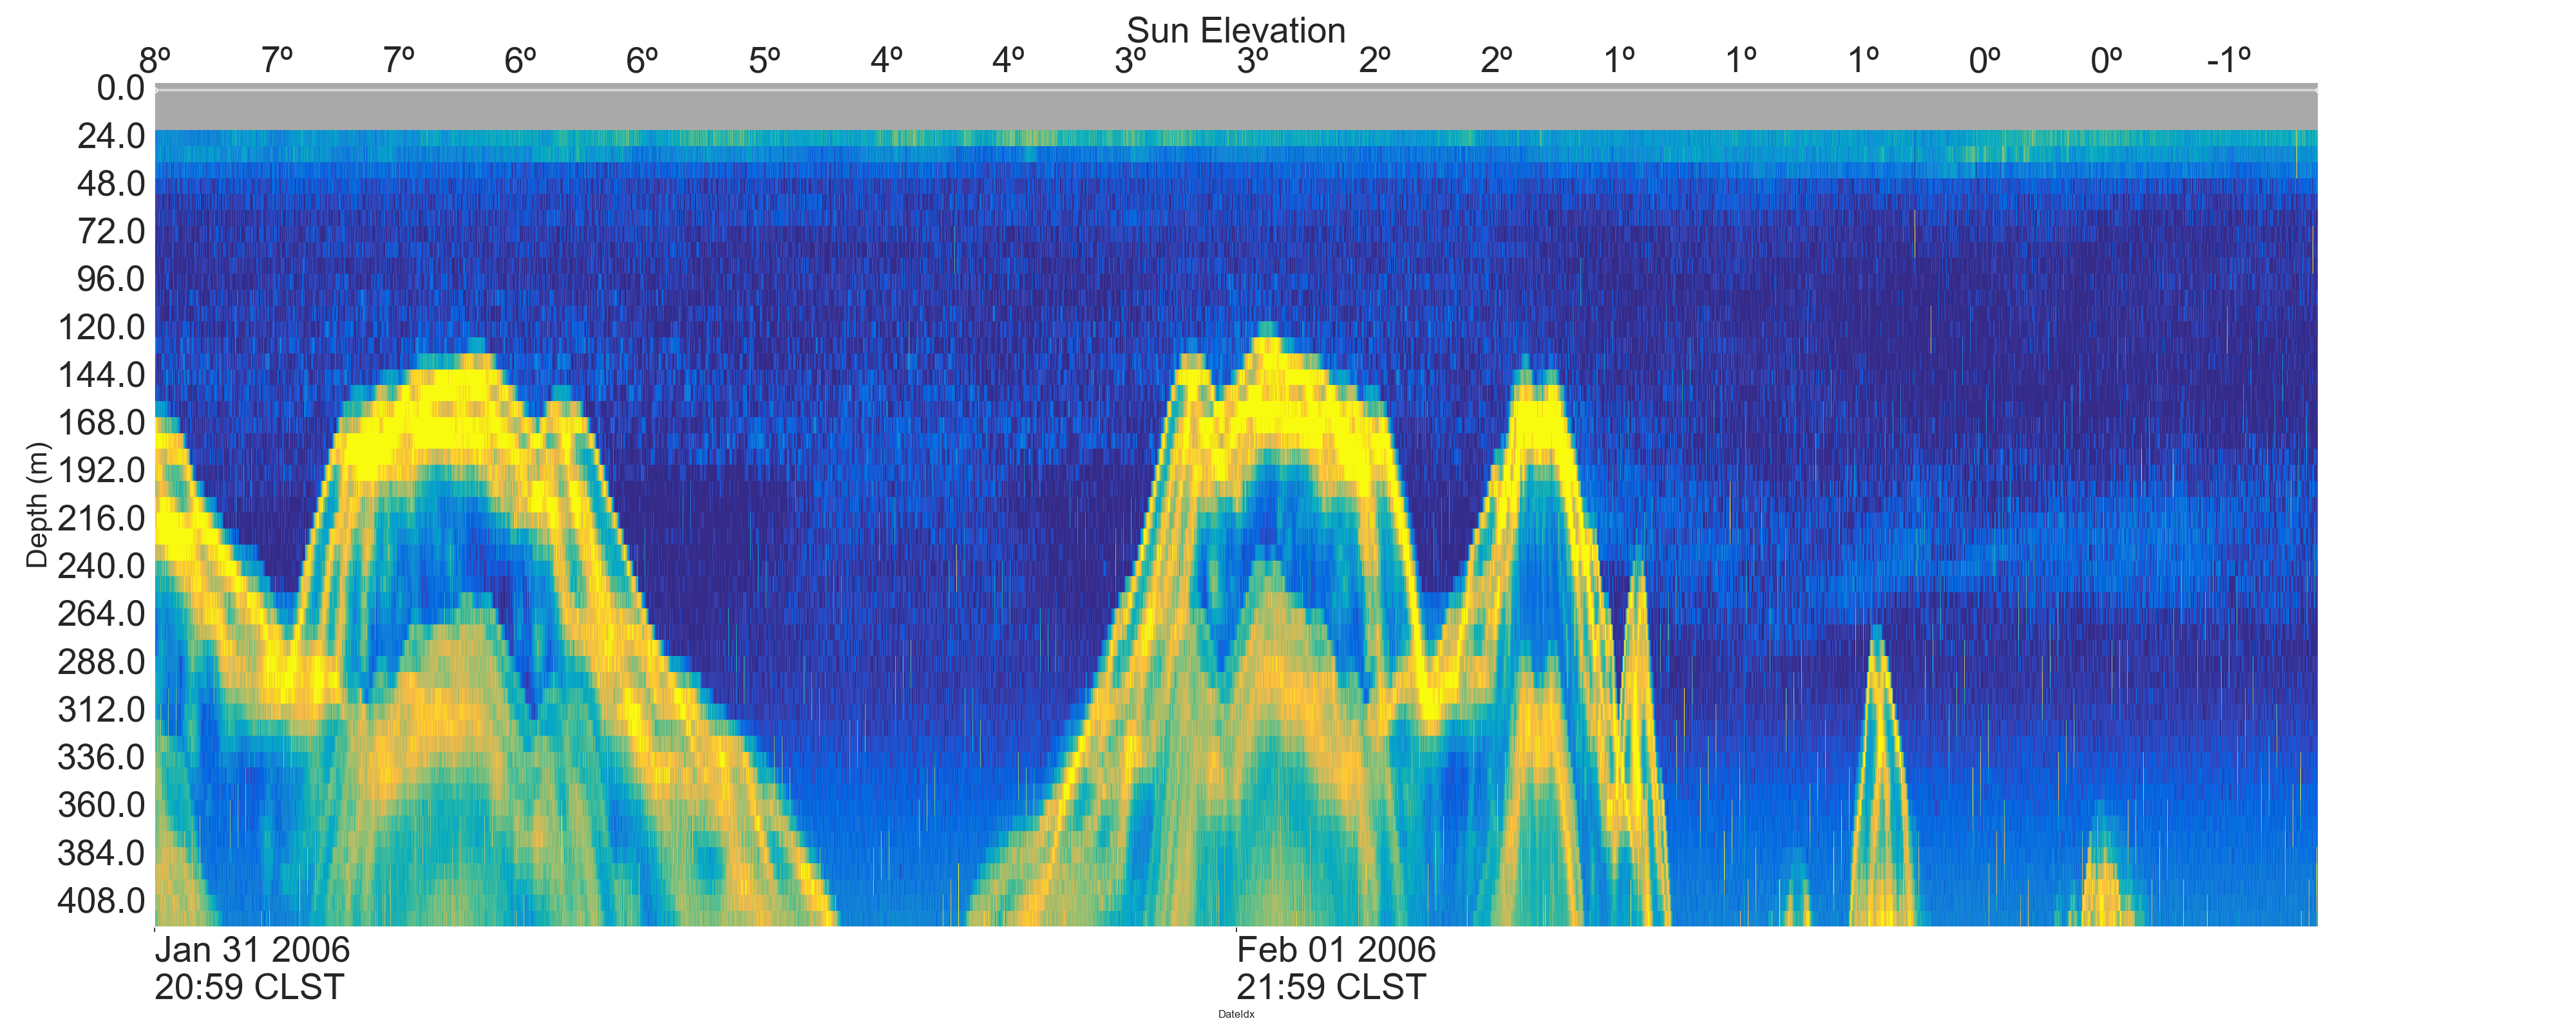 Sun Elevation
8º 7º 7º 6º 6º 5º 4º 4º 3º 3º 2º 2º 1º 1º 1º 0º 0º -1º
0.0
24.0
48.0
72.0
96.0
120.0
144.0
168.0
192.0
216.0
240.0
264.0
288.0
312.0
336.0
360.0
384.0
408.0
Depth (m)
Jan 31 2006
20:59 CLST
Feb 01 2006
21:59 CLST
DateIdx